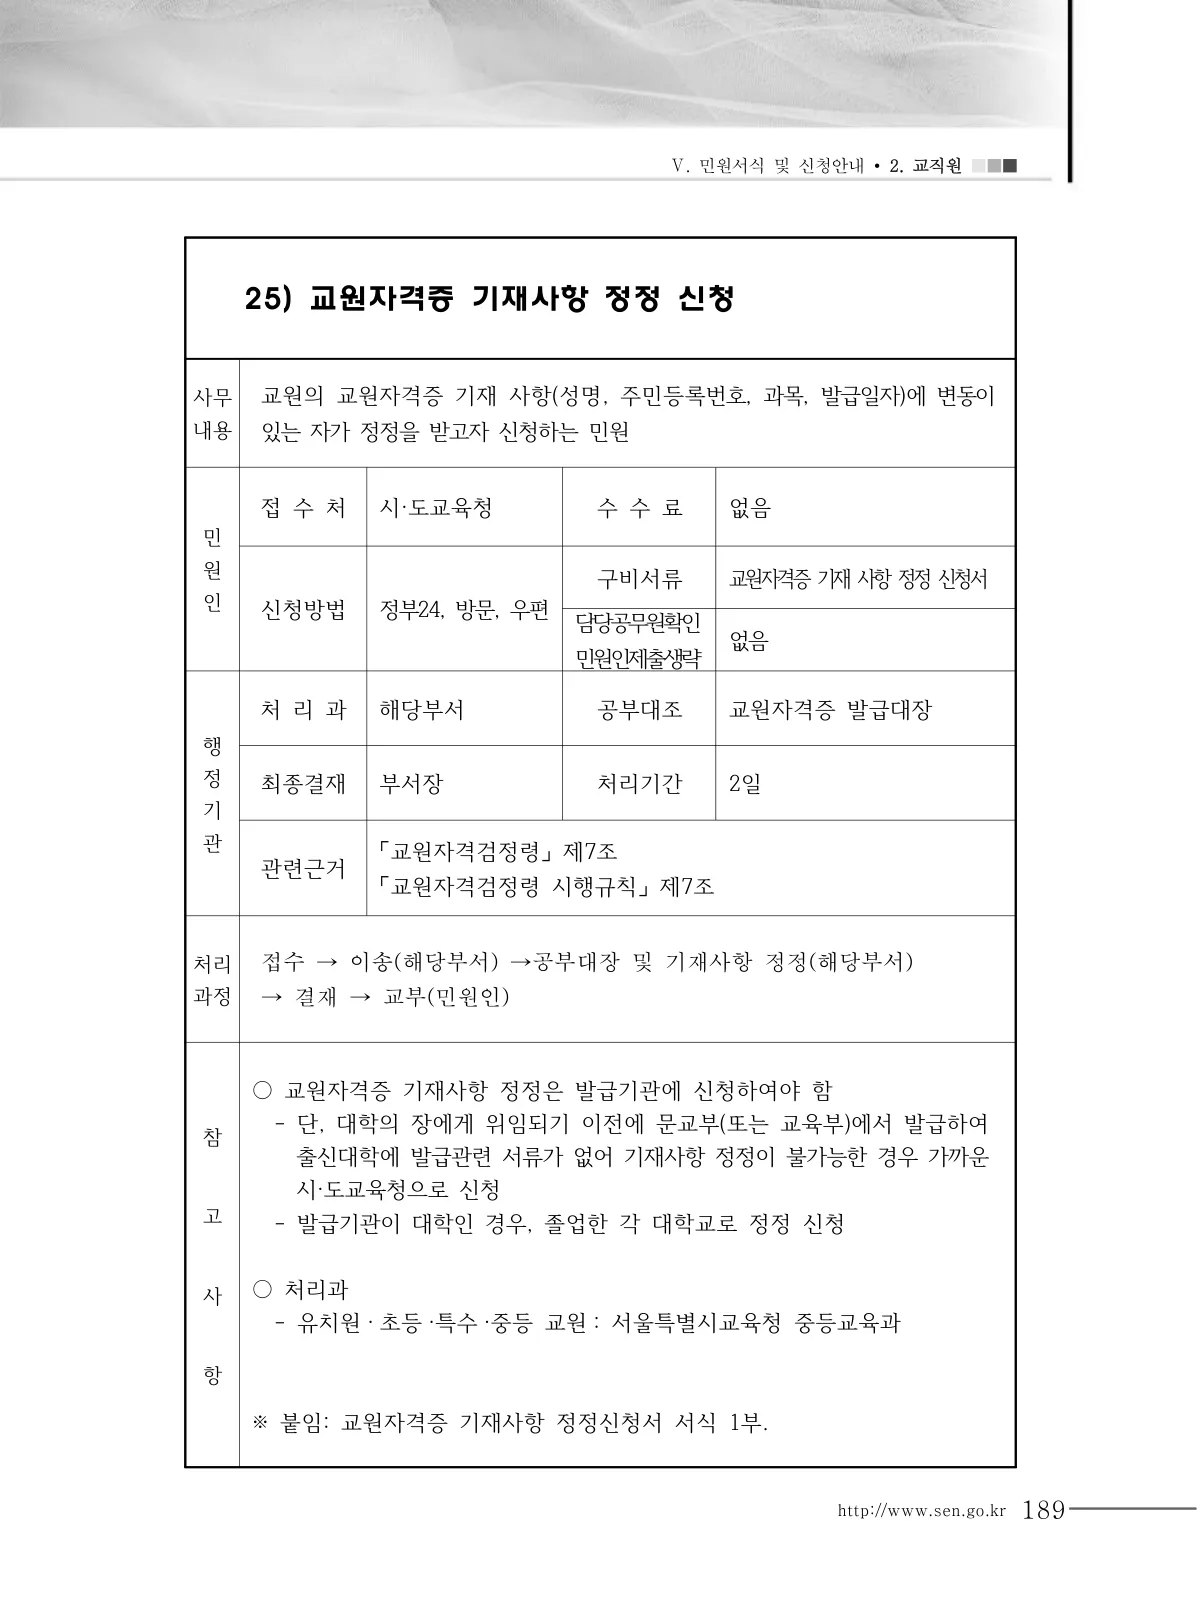 Ⅴ. 민원서식 및 신청안내 • 2. 교직원
25) 교원자격증 기재사항 정정 신청
사무
내용
교원의 교원자격증 기재 사항(성명, 주민등록번호, 과목, 발급일자)에 변동이
있는 자가 정정을 받고자 신청하는 민원
민
원
인
접 수 처
시·도교육청
수 수 료
없음
신청방법
정부24, 방문, 우편
구비서류
교원자격증 기재 사항 정정 신청서
담당공무원확인
민원인제출생략
없음
행
정
기
관
처 리 과
해당부서
공부대조
교원자격증 발급대장
최종결재
부서장
처리기간
2일
관련근거
「교원자격검정령」제7조
「교원자격검정령 시행규칙」제7조
처리
과정
접수 → 이송(해당부서) →공부대장 및 기재사항 정정(해당부서)
→ 결재 → 교부(민원인)
참
고
사
항
○ 교원자격증 기재사항 정정은 발급기관에 신청하여야 함
- 단, 대학의 장에게 위임되기 이전에 문교부(또는 교육부)에서 발급하여
출신대학에 발급관련 서류가 없어 기재사항 정정이 불가능한 경우 가까운
시·도교육청으로 신청
- 발급기관이 대학인 경우, 졸업한 각 대학교로 정정 신청
○ 처리과
- 유치원 · 초등 ·특수 ·중등 교원 : 서울특별시교육청 중등교육과
※ 붙임: 교원자격증 기재사항 정정신청서 서식 1부.
http://www.sen.go.kr 189